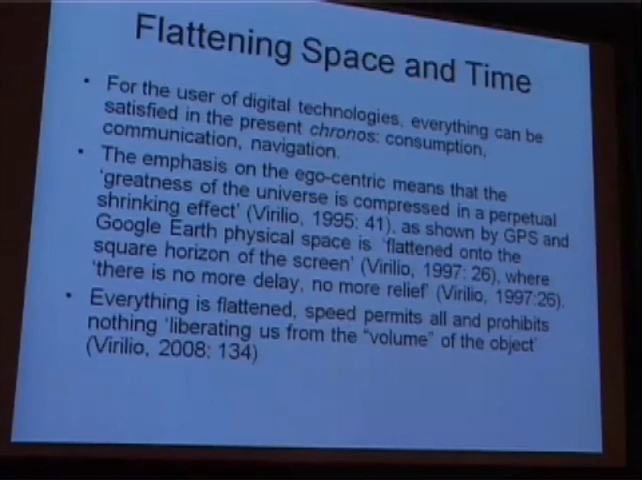 Flattening Space and Time
• For the user of digital technologies, everything can be
satisfied in the present chronos: consumption,
communication, navigation.
• The emphasis on the ego-centric means that the
'greatness of the universe is compressed in a perpetual
shrinking effect' (Virilio, 1995: 41), as shown by GPS and
Google Earth physical space is 'flattened onto the
square horizon of the screen' (Virilio, 1997: 26), where
'there is no more delay, no more relief' (Virilio, 1997:26).
• Everything is flattened, speed permits all and prohibits
nothing 'liberating us from the "volume" of the object'
(Virilio, 2008: 134)